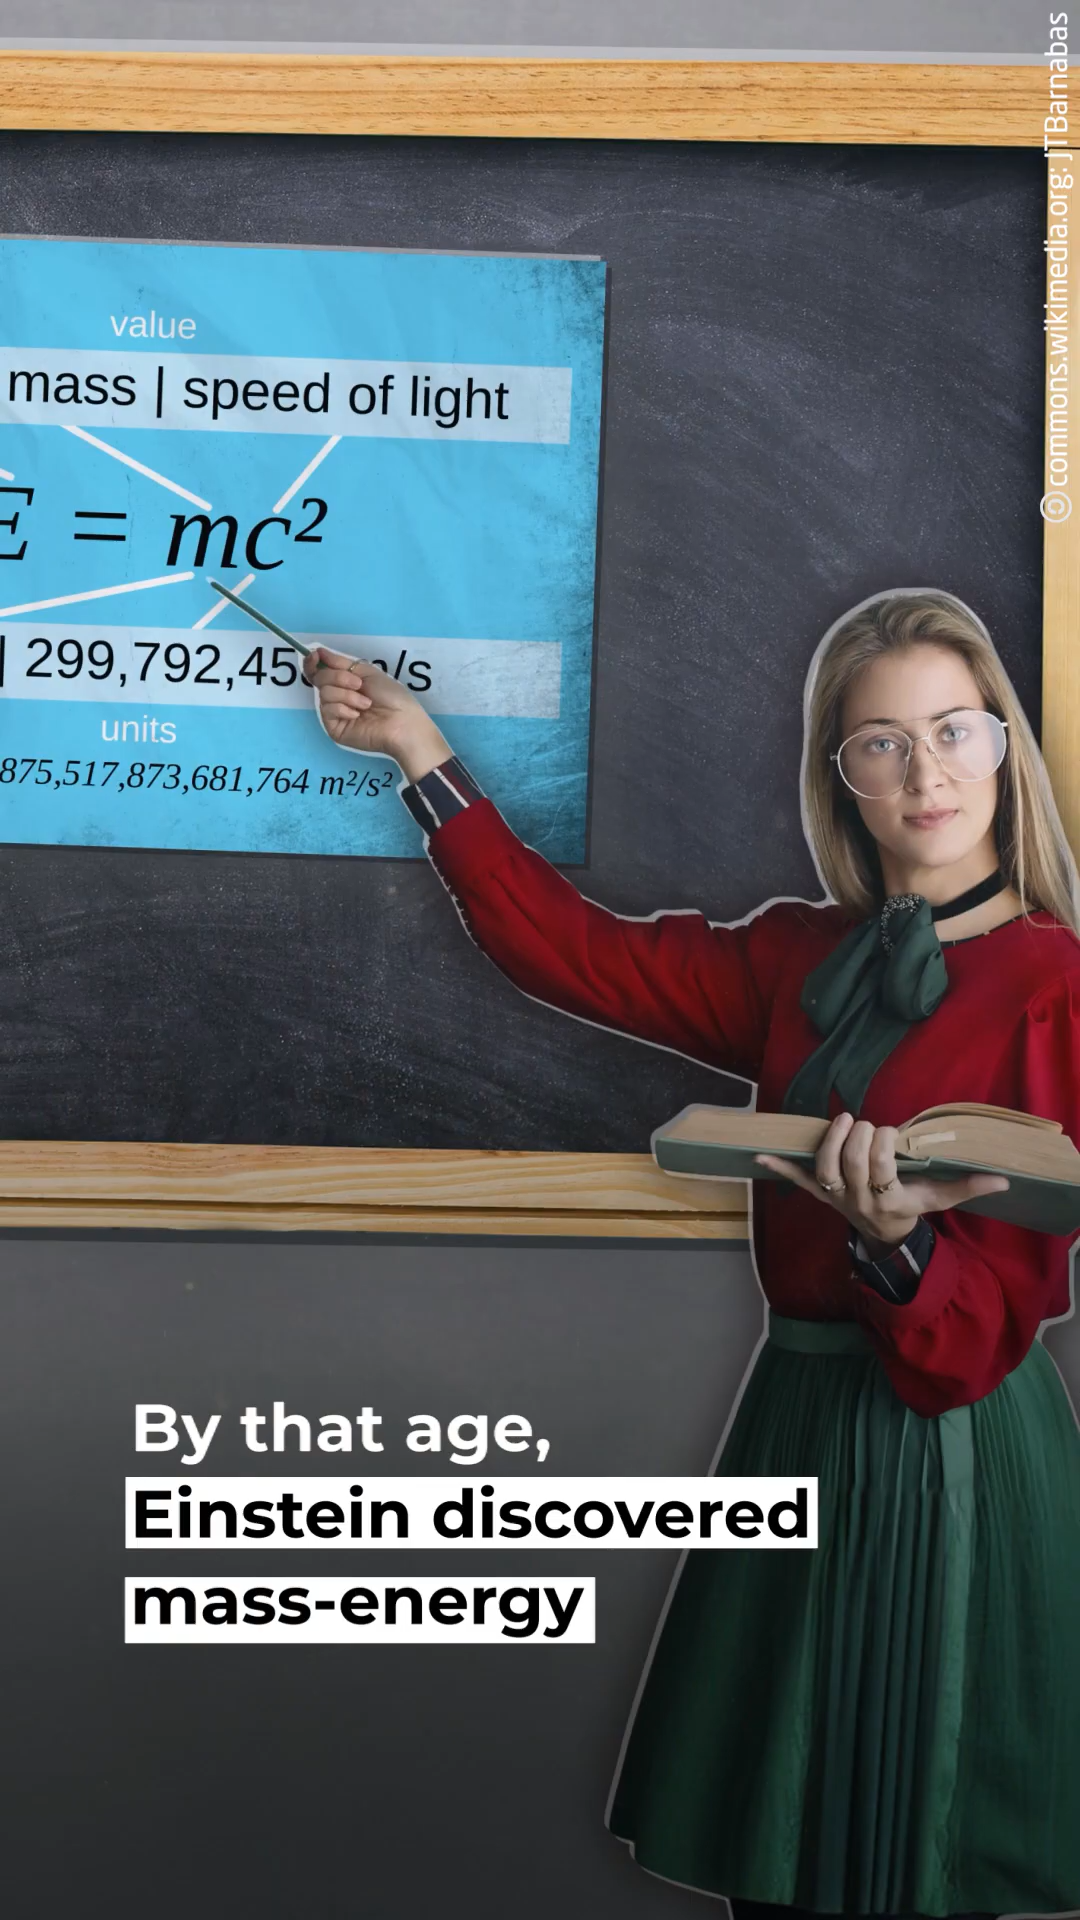 © commons.wikimedia.org: JTBarnabas
value
mass | speed of light
E = mc²
| 299,792,45 m/s
units
875,517,873,681,764 m²/s²
By that age,
Einstein discovered
mass-energy